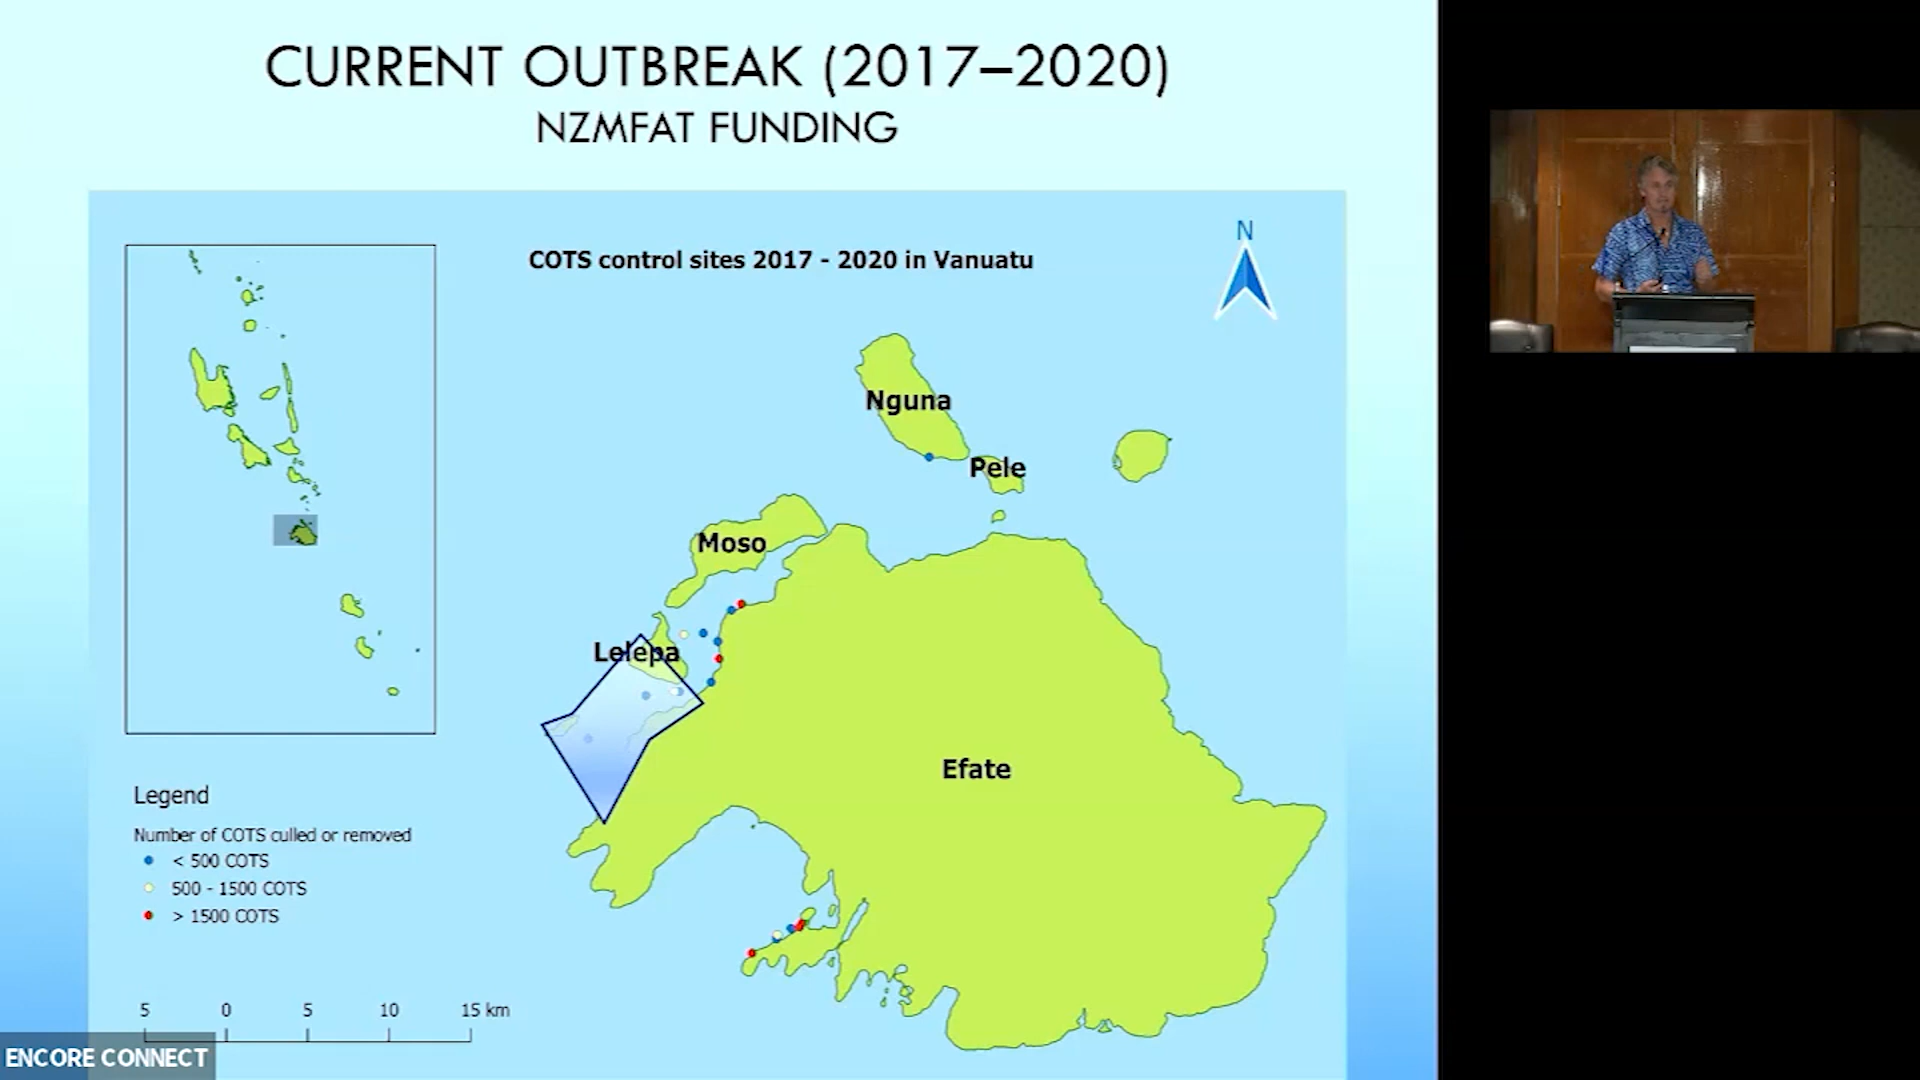 CURRENT OUTBREAK (2017–2020)
NZMFAT FUNDING
COTS control sites 2017 - 2020 in Vanuatu
N
Nguna
Pele
Moso
Lelepa
Efate
Legend
Number of COTS culled or removed
< 500 COTS
500 - 1500 COTS
> 1500 COTS
5 0 5 10 15 km
ENCORE CONNECT